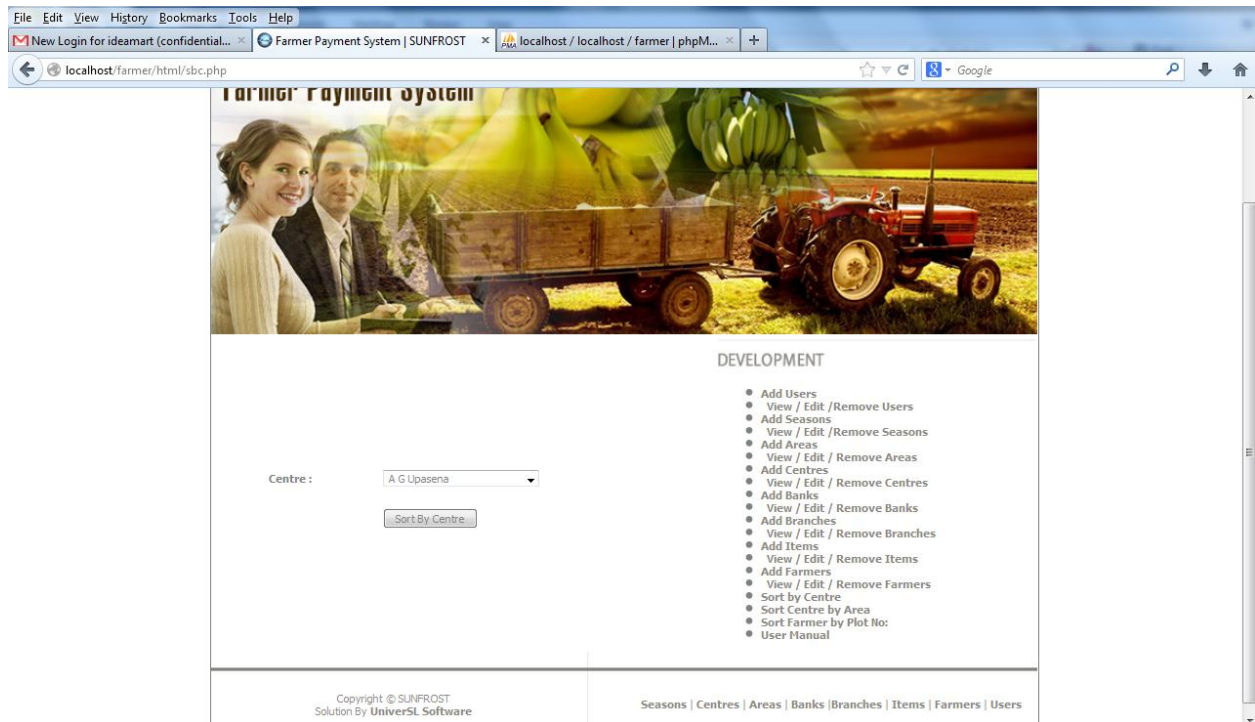 File Edit View History Bookmarks Tools Help
New Login for ideamart (confidential... ×
Farmer Payment System | SUNFROST ×
localhost / localhost / farmer | phpM... ×
localhost/farmer/html/sbc.php
Google
Farmer Payment System
DEVELOPMENT
Add Users
View / Edit /Remove Users
Add Seasons
View / Edit /Remove Seasons
Add Areas
View / Edit / Remove Areas
Add Centres
View / Edit / Remove Centres
Add Banks
View / Edit / Remove Banks
Add Branches
View / Edit / Remove Branches
Add Items
View / Edit / Remove Items
Add Farmers
View / Edit / Remove Farmers
Sort by Centre
Sort Centre by Area
Sort Farmer by Plot No:
User Manual
Centre :
A G Upasena
Sort By Centre
Copyright © SUNFROST
Solution By UniverSL Software
Seasons | Centres | Areas | Banks |Branches | Items | Farmers | Users